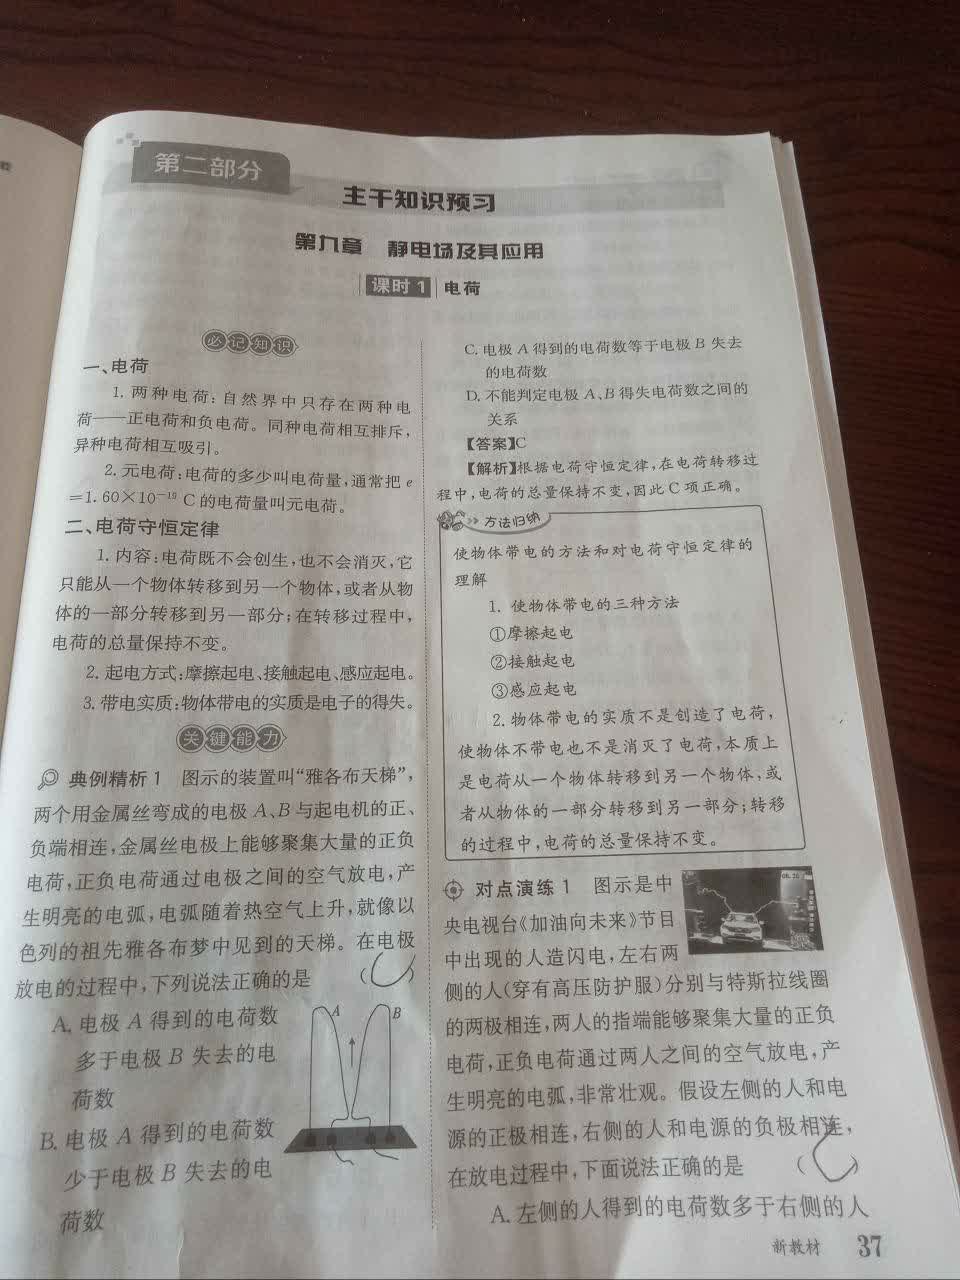 第二部分
主干知识预习
第九章 静电场及其应用
课时1 电荷
必记知识
一、电荷
1. 两种电荷:自然界中只存在两种电
荷——正电荷和负电荷。同种电荷相互排斥,
异种电荷相互吸引。
2. 元电荷:电荷的多少叫电荷量,通常把 e
=1.60×10⁻¹⁹ C的电荷量叫元电荷。
二、电荷守恒定律
1. 内容:电荷既不会创生,也不会消灭,它
只能从一个物体转移到另一个物体,或者从物
体的一部分转移到另一部分;在转移过程中,
电荷的总量保持不变。
2. 起电方式:摩擦起电、接触起电、感应起电。
3. 带电实质:物体带电的实质是电子的得失。
关键能力
典例精析1 图示的装置叫“雅各布天梯”,
两个用金属丝弯成的电极 A、B 与起电机的正、
负端相连,金属丝电极上能够聚集大量的正负
电荷,正负电荷通过电极之间的空气放电,产
生明亮的电弧,电弧随着热空气上升,就像以
色列的祖先雅各布梦中见到的天梯。在电极
放电的过程中,下列说法正确的是 ( C )
A. 电极 A 得到的电荷数
多于电极 B 失去的电
荷数
B. 电极 A 得到的电荷数
少于电极 B 失去的电
荷数
A
B
C. 电极 A 得到的电荷数等于电极 B 失去
的电荷数
D. 不能判定电极 A、B 得失电荷数之间的
关系
【答案】C
【解析】根据电荷守恒定律,在电荷转移过
程中,电荷的总量保持不变,因此C项正确。
方法归纳
使物体带电的方法和对电荷守恒定律的
理解
1. 使物体带电的三种方法
①摩擦起电
②接触起电
③感应起电
2. 物体带电的实质不是创造了电荷,
使物体不带电也不是消灭了电荷,本质上
是电荷从一个物体转移到另一个物体,或
者从物体的一部分转移到另一部分;转移
的过程中,电荷的总量保持不变。
对点演练1 图示是中
央电视台《加油向未来》节目
中出现的人造闪电,左右两
侧的人(穿有高压防护服)分别与特斯拉线圈
的两极相连,两人的指端能够聚集大量的正负
电荷,正负电荷通过两人之间的空气放电,产
生明亮的电弧,非常壮观。假设左侧的人和电
源的正极相连,右侧的人和电源的负极相连,
在放电过程中,下面说法正确的是 ( C )
A. 左侧的人得到的电荷数多于右侧的人
新教材 37